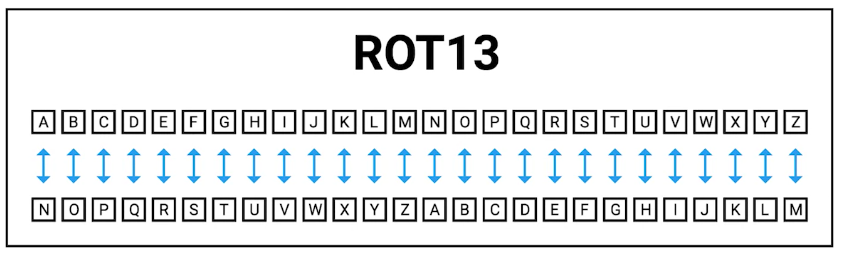 ROT13
A B C D E F G H I J K L M N O P Q R S T U V W X Y Z
N O P Q R S T U V W X Y Z A B C D E F G H I J K L M